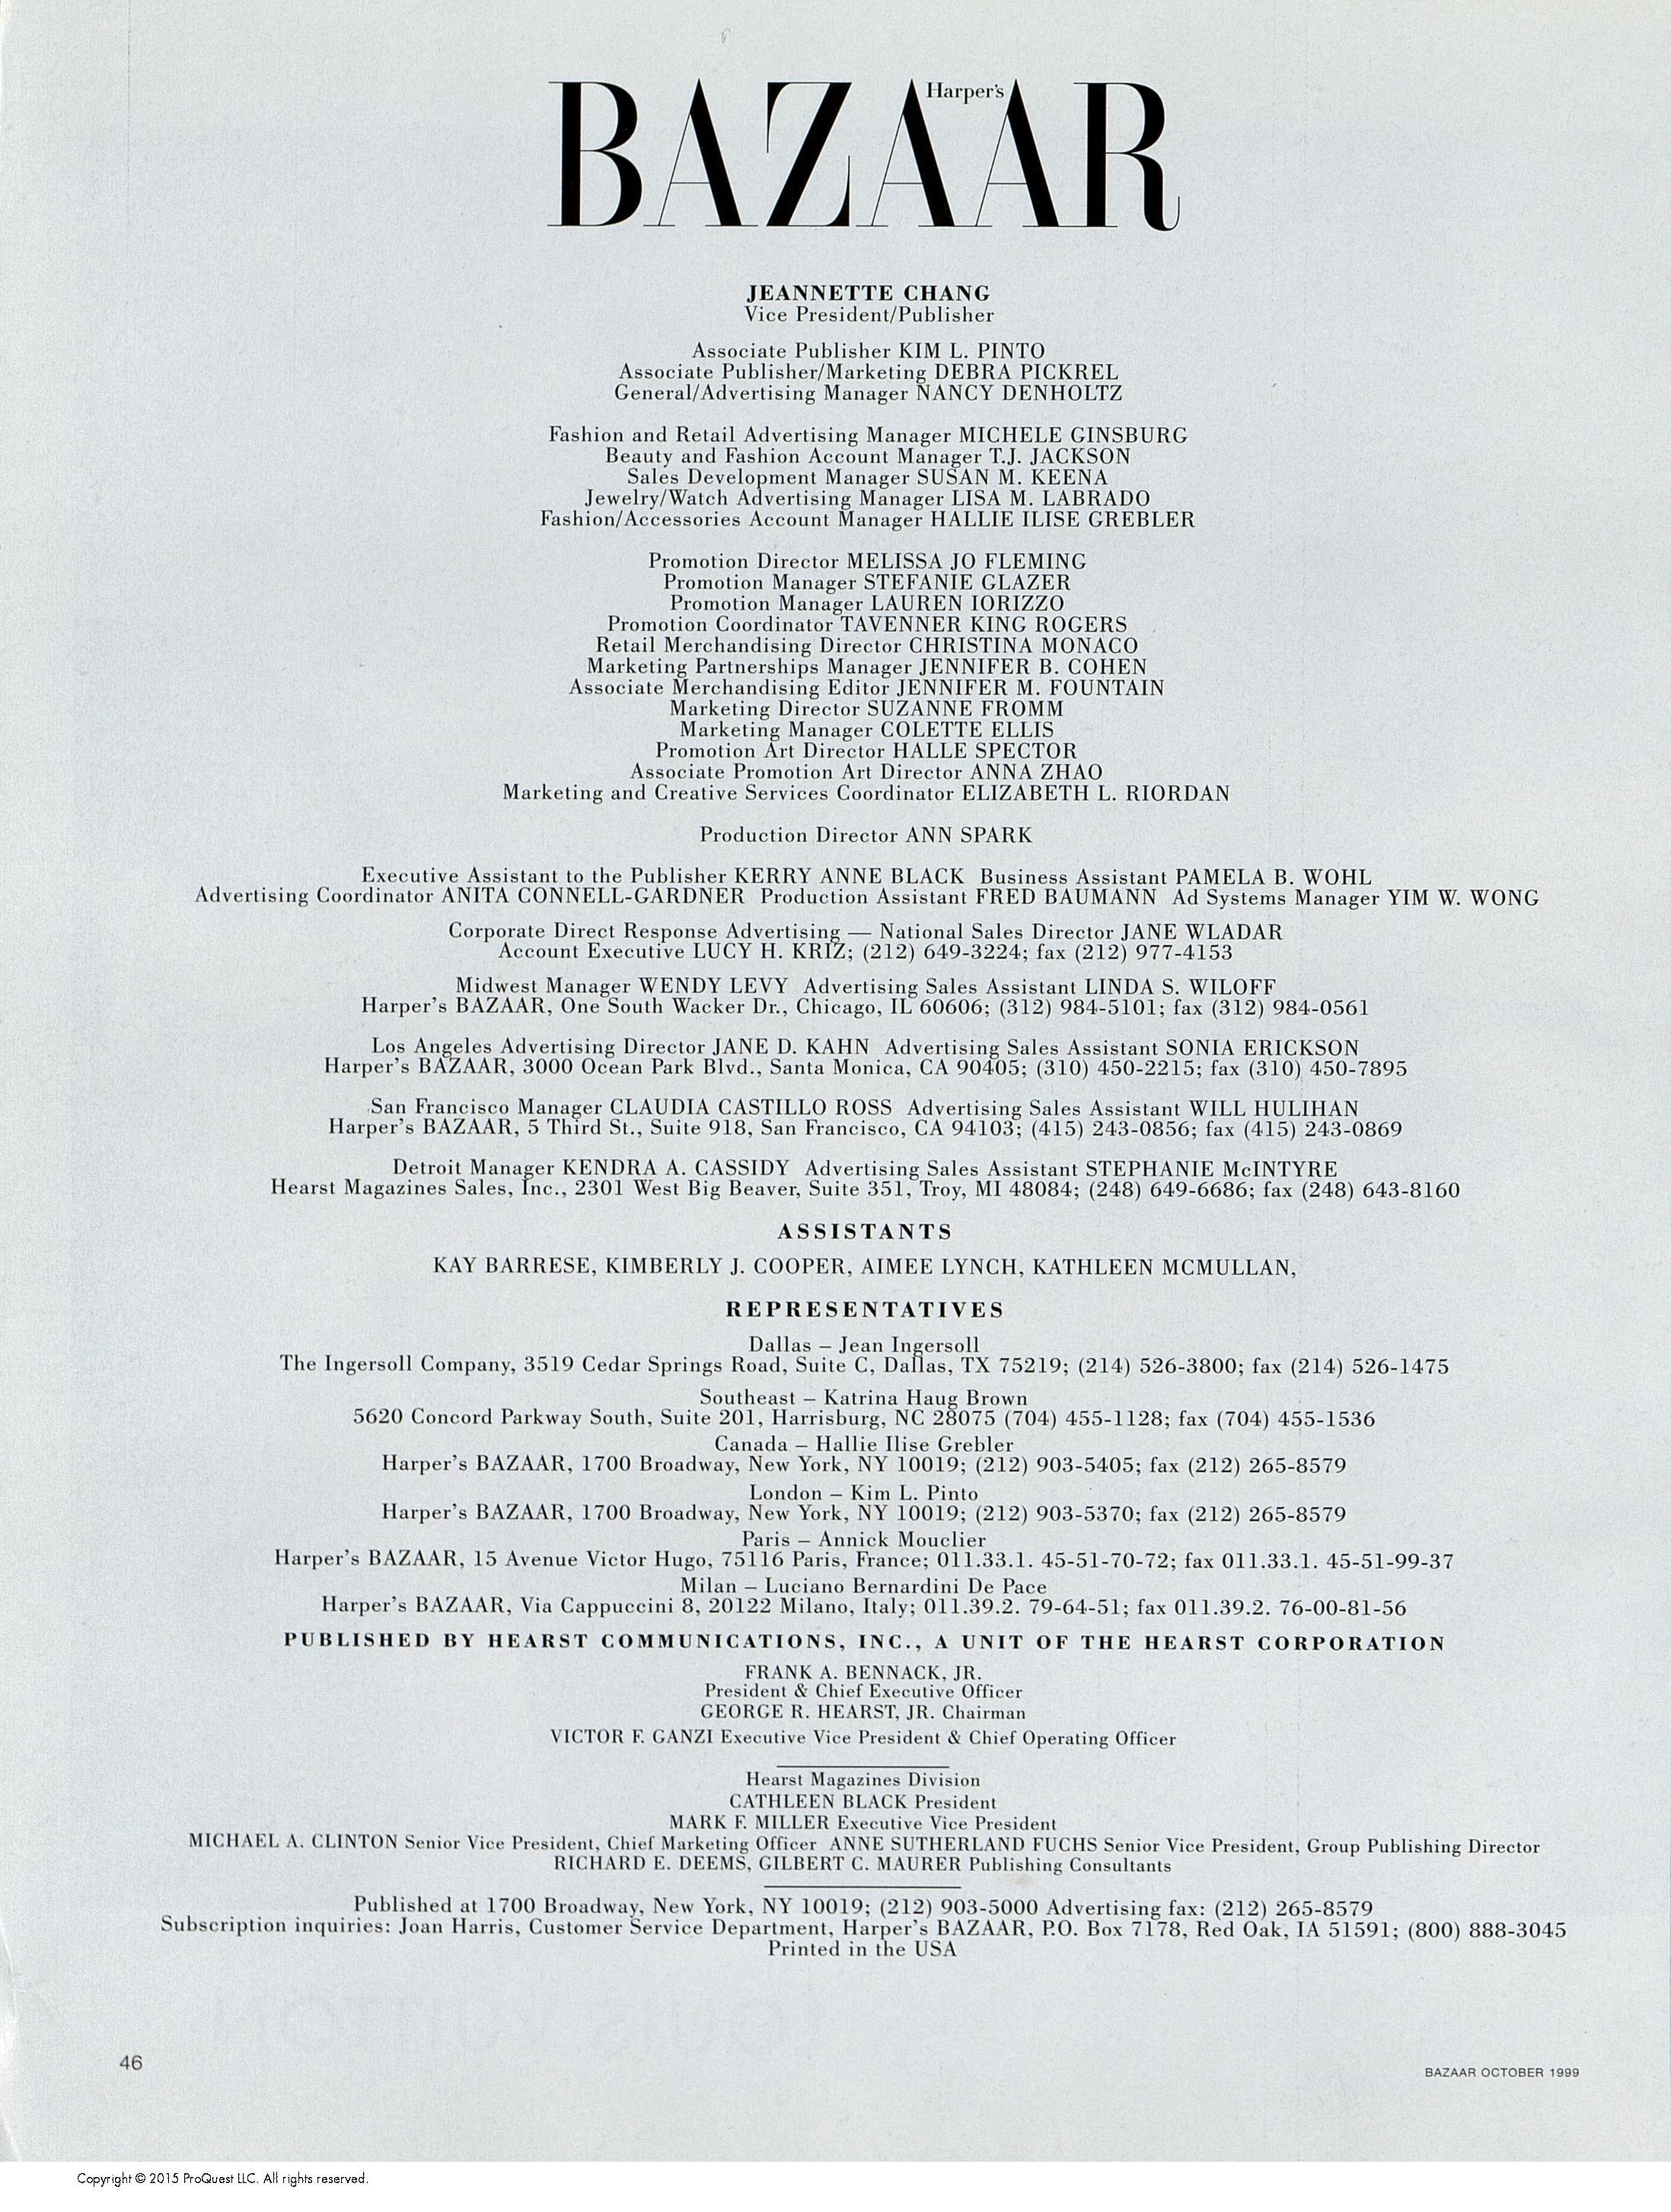 Harper's
BAZAAR
JEANNETTE CHANG
Vice President/Publisher
Associate Publisher KIM L. PINTO
Associate Publisher/Marketing DEBRA PICKREL
General/Advertising Manager NANCY DENHOLTZ
Fashion and Retail Advertising Manager MICHELE GINSBURG
Beauty and Fashion Account Manager T.J. JACKSON
Sales Development Manager SUSAN M. KEENA
Jewelry/Watch Advertising Manager LISA M. LABRADO
Fashion/Accessories Account Manager HALLIE ILISE GREBLER
Promotion Director MELISSA JO FLEMING
Promotion Manager STEFANIE GLAZER
Promotion Manager LAUREN IORIZZO
Promotion Coordinator TAVENNER KING ROGERS
Retail Merchandising Director CHRISTINA MONACO
Marketing Partnerships Manager JENNIFER B. COHEN
Associate Merchandising Editor JENNIFER M. FOUNTAIN
Marketing Director SUZANNE FROMM
Marketing Manager COLETTE ELLIS
Promotion Art Director HALLE SPECTOR
Associate Promotion Art Director ANNA ZHAO
Marketing and Creative Services Coordinator ELIZABETH L. RIORDAN
Production Director ANN SPARK
Executive Assistant to the Publisher KERRY ANNE BLACK Business Assistant PAMELA B. WOHL
Advertising Coordinator ANITA CONNELL-GARDNER Production Assistant FRED BAUMANN Ad Systems Manager YIM W. WONG
Corporate Direct Response Advertising — National Sales Director JANE WLADAR
Account Executive LUCY H. KRIZ; (212) 649-3224; fax (212) 977-4153
Midwest Manager WENDY LEVY Advertising Sales Assistant LINDA S. WILOFF
Harper's BAZAAR, One South Wacker Dr., Chicago, IL 60606; (312) 984-5101; fax (312) 984-0561
Los Angeles Advertising Director JANE D. KAHN Advertising Sales Assistant SONIA ERICKSON
Harper's BAZAAR, 3000 Ocean Park Blvd., Santa Monica, CA 90405; (310) 450-2215; fax (310) 450-7895
San Francisco Manager CLAUDIA CASTILLO ROSS Advertising Sales Assistant WILL HULIHAN
Harper's BAZAAR, 5 Third St., Suite 918, San Francisco, CA 94103; (415) 243-0856; fax (415) 243-0869
Detroit Manager KENDRA A. CASSIDY Advertising Sales Assistant STEPHANIE McINTYRE
Hearst Magazines Sales, Inc., 2301 West Big Beaver, Suite 351, Troy, MI 48084; (248) 649-6686; fax (248) 643-8160
ASSISTANTS
KAY BARRESE, KIMBERLY J. COOPER, AIMEE LYNCH, KATHLEEN MCMULLAN,
REPRESENTATIVES
Dallas – Jean Ingersoll
The Ingersoll Company, 3519 Cedar Springs Road, Suite C, Dallas, TX 75219; (214) 526-3800; fax (214) 526-1475
Southeast – Katrina Haug Brown
5620 Concord Parkway South, Suite 201, Harrisburg, NC 28075 (704) 455-1128; fax (704) 455-1536
Canada – Hallie Ilise Grebler
Harper's BAZAAR, 1700 Broadway, New York, NY 10019; (212) 903-5405; fax (212) 265-8579
London – Kim L. Pinto
Harper's BAZAAR, 1700 Broadway, New York, NY 10019; (212) 903-5370; fax (212) 265-8579
Paris – Annick Mouclier
Harper's BAZAAR, 15 Avenue Victor Hugo, 75116 Paris, France; 011.33.1. 45-51-70-72; fax 011.33.1. 45-51-99-37
Milan – Luciano Bernardini De Pace
Harper's BAZAAR, Via Cappuccini 8, 20122 Milano, Italy; 011.39.2. 79-64-51; fax 011.39.2. 76-00-81-56
PUBLISHED BY HEARST COMMUNICATIONS, INC., A UNIT OF THE HEARST CORPORATION
FRANK A. BENNACK, JR.
President & Chief Executive Officer
GEORGE R. HEARST, JR. Chairman
VICTOR F. GANZI Executive Vice President & Chief Operating Officer
Hearst Magazines Division
CATHLEEN BLACK President
MARK F. MILLER Executive Vice President
MICHAEL A. CLINTON Senior Vice President, Chief Marketing Officer ANNE SUTHERLAND FUCHS Senior Vice President, Group Publishing Director
RICHARD E. DEEMS, GILBERT C. MAURER Publishing Consultants
Published at 1700 Broadway, New York, NY 10019; (212) 903-5000 Advertising fax: (212) 265-8579
Subscription inquiries: Joan Harris, Customer Service Department, Harper's BAZAAR, P.O. Box 7178, Red Oak, IA 51591; (800) 888-3045
Printed in the USA
46
BAZAAR OCTOBER 1999
Copyright © 2015 ProQuest LLC. All rights reserved.